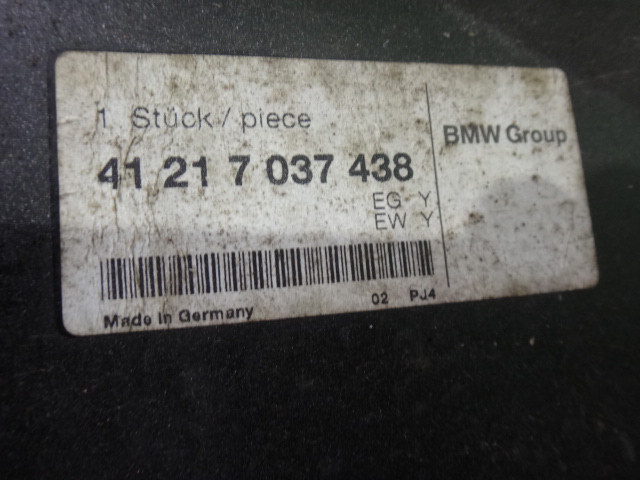 1 Stück / piece
BMW Group
41 21 7 037 438
EG Y
EW Y
02 PJ4
Made in Germany